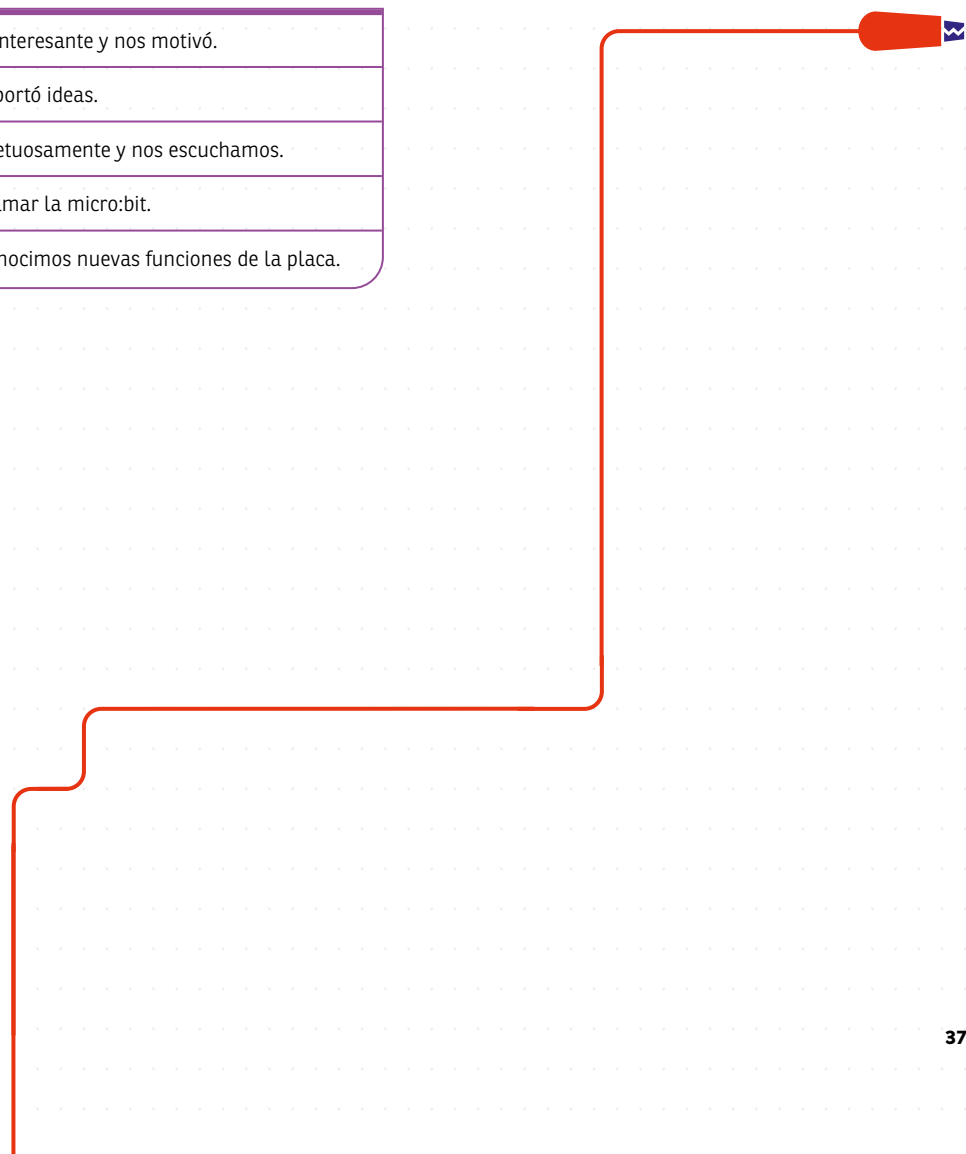 nteresante y nos motivó.
portó ideas.
etuosamente y nos escuchamos.
mar la micro:bit.
nocimos nuevas funciones de la placa.
37